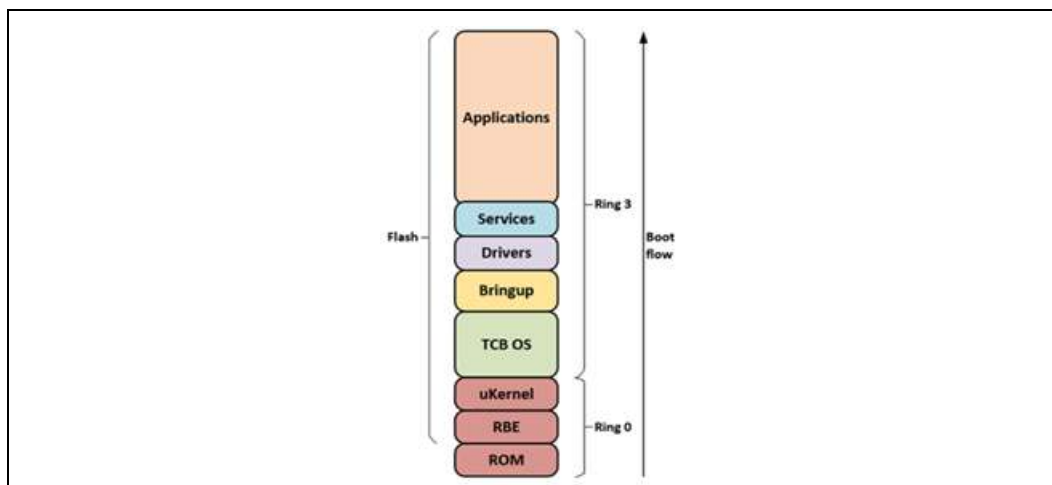 Applications
Services
Drivers
Bringup
TCB OS
uKernel
RBE
ROM
Flash
Ring 3
Ring 0
Boot
flow